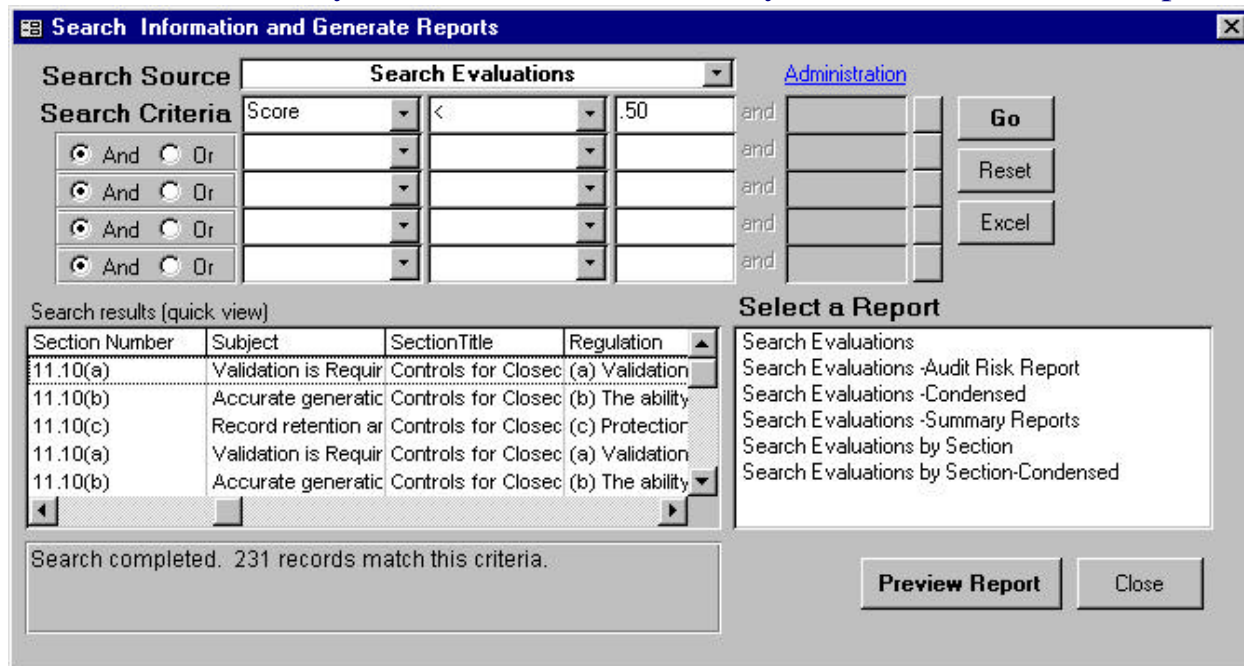 Search Information and Generate Reports
Search Source Search Evaluations Administration
Search Criteria Score < .50 and Go
And Or and
Reset
And Or and
And Or and Excel
And Or and
Search results (quick view)
Select a Report
Section Number Subject SectionTitle Regulation
11.10(a) Validation is Requir Controls for Closec (a) Validation
11.10(b) Accurate generatic Controls for Closec (b) The ability
11.10(c) Record retention ar Controls for Closec (c) Protection
11.10(a) Validation is Requir Controls for Closec (a) Validation
11.10(b) Accurate generatic Controls for Closec (b) The ability
Search Evaluations
Search Evaluations -Audit Risk Report
Search Evaluations -Condensed
Search Evaluations -Summary Reports
Search Evaluations by Section
Search Evaluations by Section-Condensed
Search completed. 231 records match this criteria.
Preview Report Close